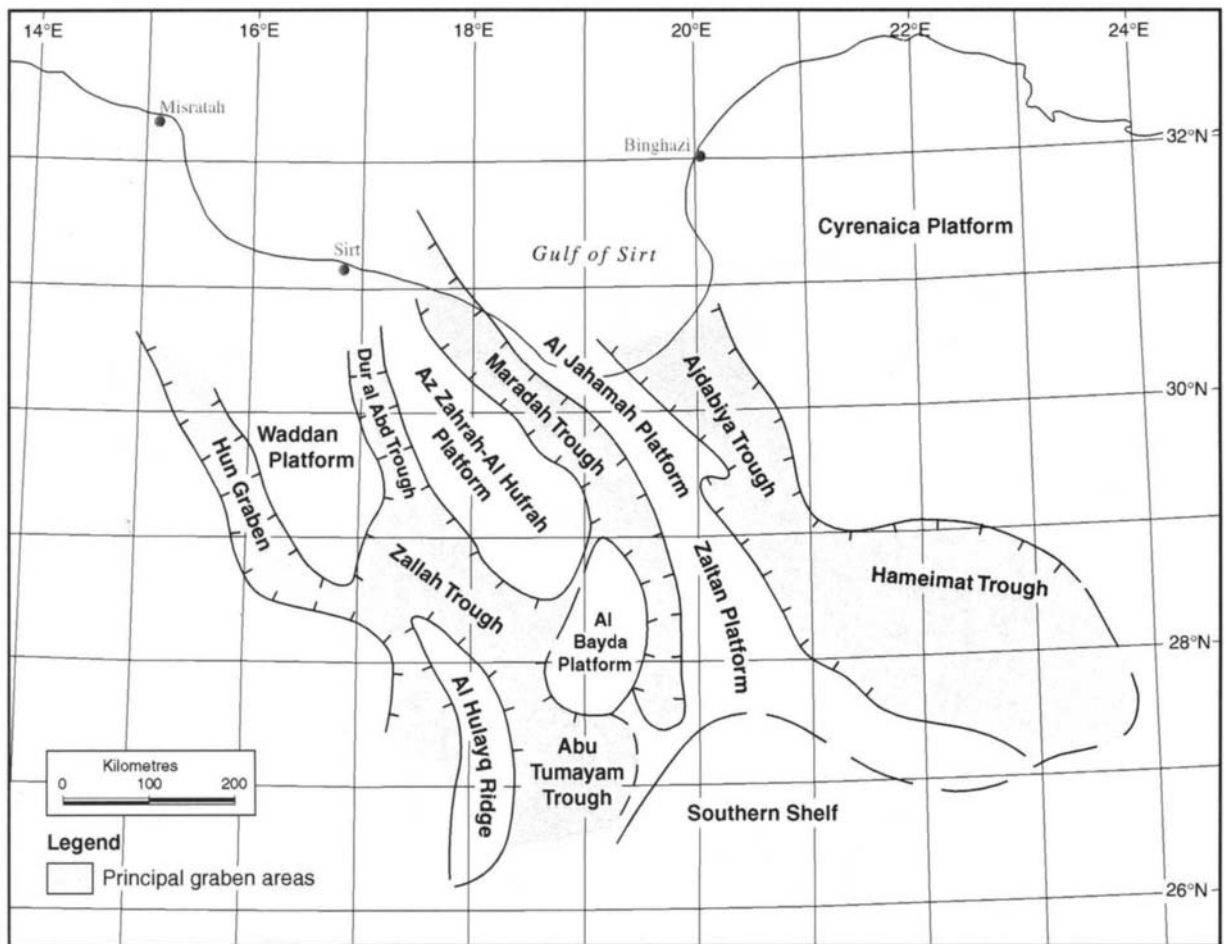 14°E
16°E
18°E
20°E
22°E
24°E
Misratah
32°N
Binghazi
Cyrenaica Platform
Sirt
Gulf of Sirt
30°N
Hun Graben
Waddan
Platform
Dur al Abd Trough
Az Zahrah-Al Hufrah
Platform
Maradah Trough
Al Jahamah Platform
Ajdabiya Trough
Zallah Trough
Al
Bayda
Platform
Zaltan Platform
Hameimat Trough
28°N
Al Hulayq Ridge
Abu
Tumayam
Trough
Southern Shelf
26°N
Kilometres
0 100 200
Legend
Principal graben areas